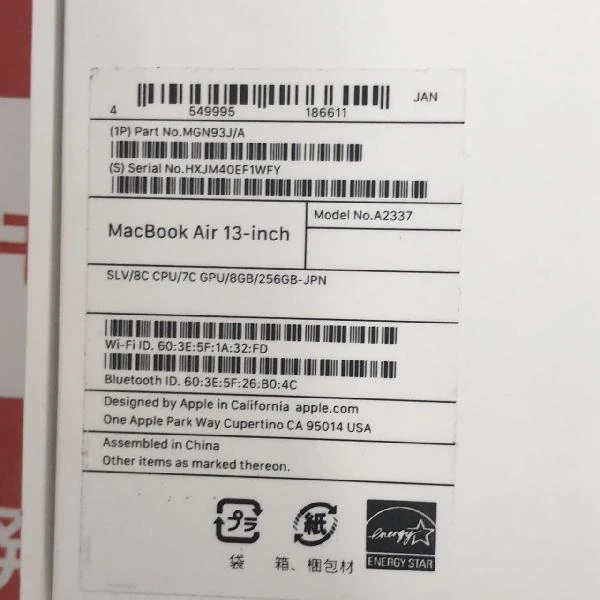 JAN
4 549995 186611
(1P) Part No.MGN93J/A
(S) Serial No.HXJM40EF1WFY
MacBook Air 13-inch
Model No.A2337
SLV/8C CPU/7C GPU/8GB/256GB-JPN
Wi-Fi ID. 60:3E:5F:1A:32:FD
Bluetooth ID. 60:3E:5F:26:B0:4C
Designed by Apple in California apple.com
One Apple Park Way Cupertino CA 95014 USA
Assembled in China
Other items as marked thereon.
プラ
紙
energy
ENERGY STAR
袋
箱、梱包材